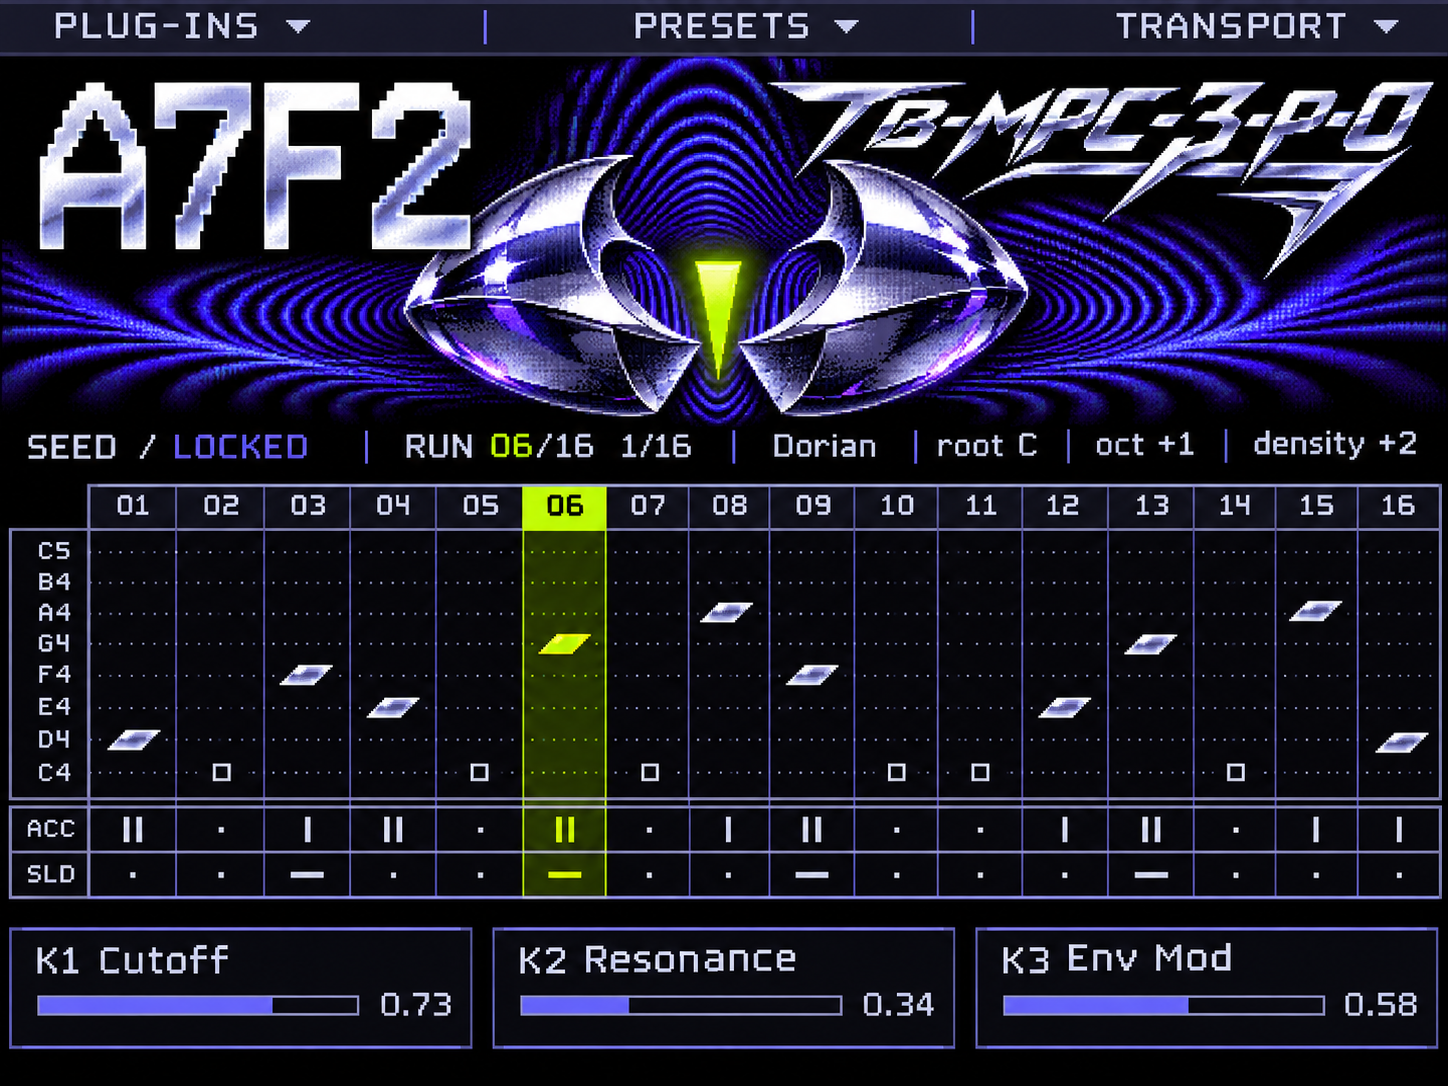 PLUG-INS ▼ | PRESETS ▼ | TRANSPORT ▼
A7F2
TB-MPC-3-P-O
SEED / LOCKED | RUN 06/16 1/16 | Dorian | root C | oct +1 | density +2
01 02 03 04 05 06 07 08 09 10 11 12 13 14 15 16
C5
B4
A4
G4
F4
E4
D4
C4
ACC
SLD
K1 Cutoff
0.73
K2 Resonance
0.34
K3 Env Mod
0.58